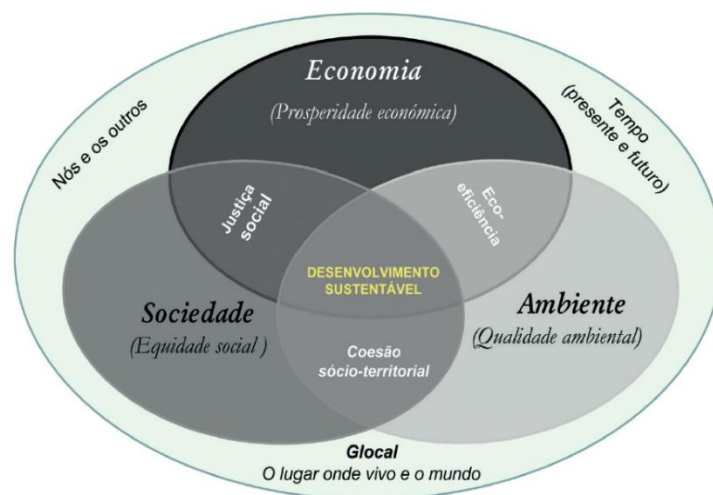 Economia
(Prosperidade económica)
Nós e os outros
Tempo
(presente e futuro)
Justiça
social
Eco-
eficiência
DESENVOLVIMENTO
SUSTENTÁVEL
Sociedade
(Equidade social )
Ambiente
(Qualidade ambiental)
Coesão
sócio-territorial
Glocal
O lugar onde vivo e o mundo